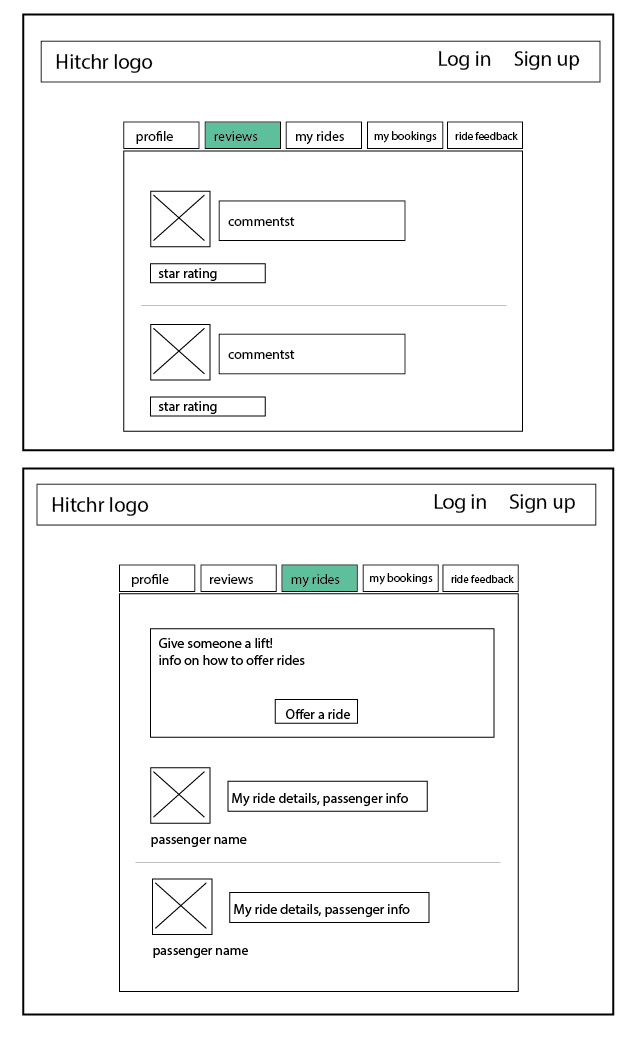 Hitchr logo
Log in
Sign up
profile
reviews
my rides
my bookings
ride feedback
commentst
star rating
commentst
star rating
Hitchr logo
Log in
Sign up
profile
reviews
my rides
my bookings
ride feedback
Give someone a lift!
info on how to offer rides
Offer a ride
My ride details, passenger info
passenger name
My ride details, passenger info
passenger name